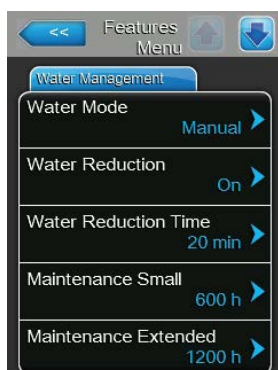 <<
Features
Menu
Water Management
Water Mode
Manual
Water Reduction
On
Water Reduction Time
20 min
Maintenance Small
600 h
Maintenance Extended
1200 h